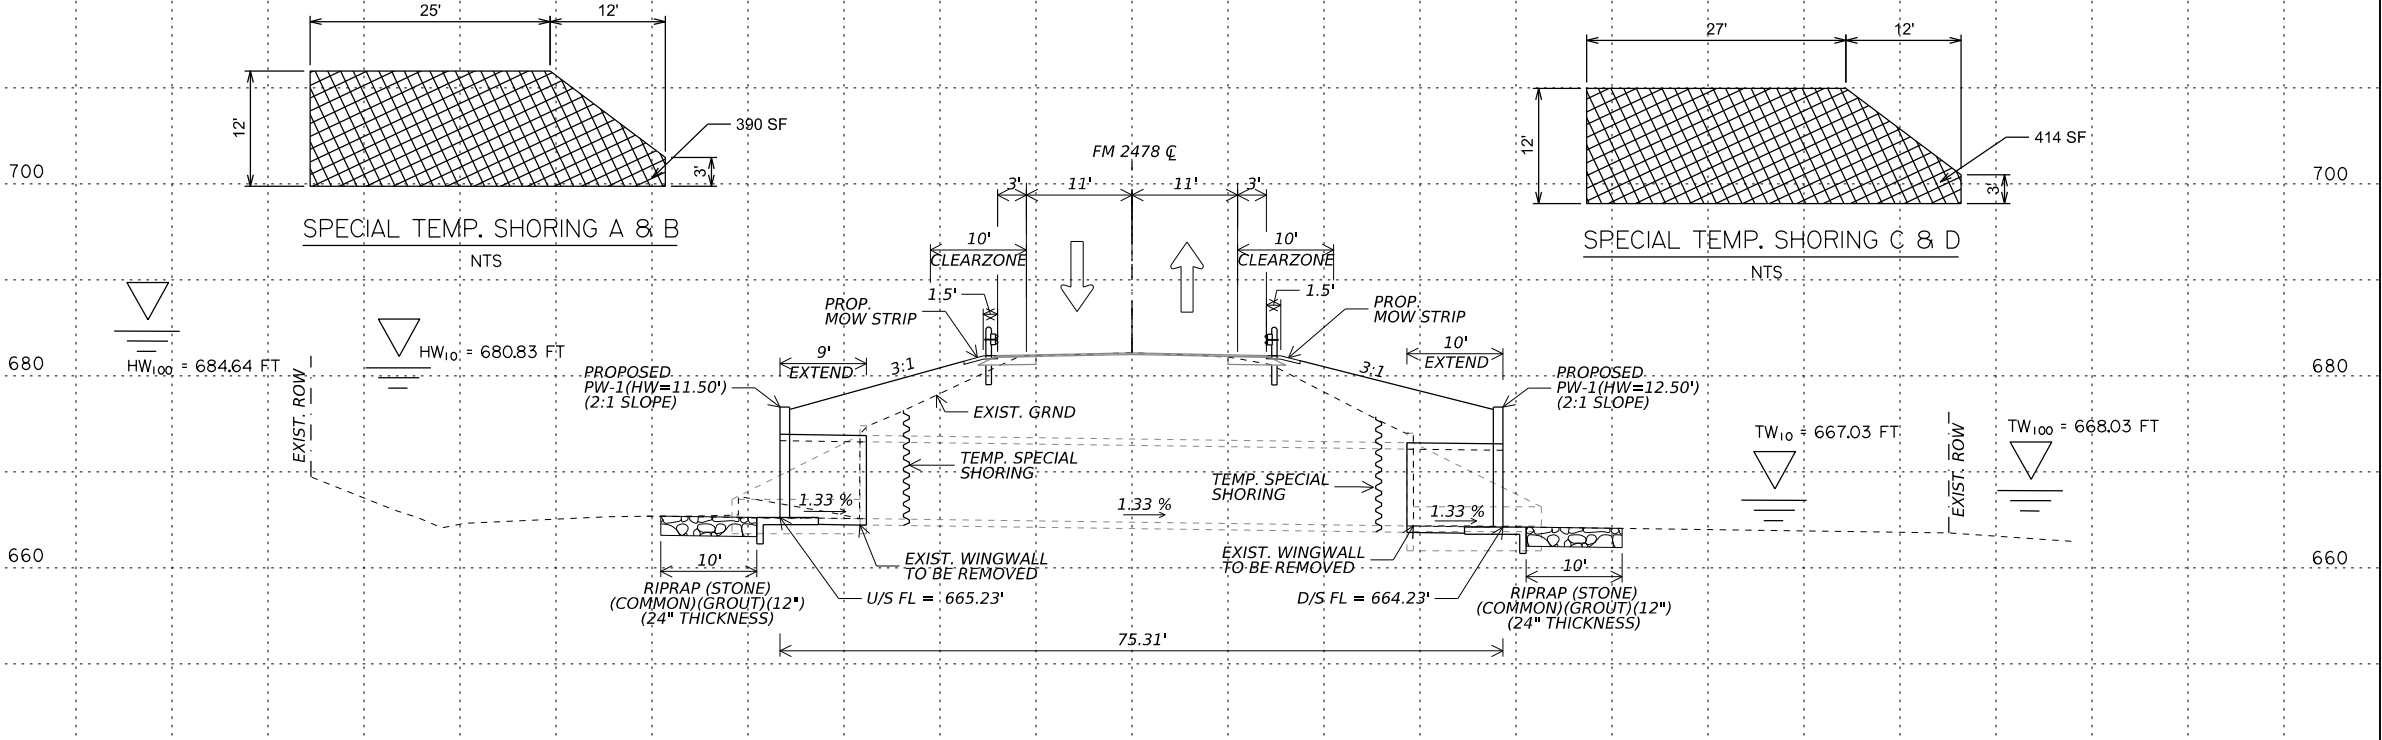 25'
12'
12'
390 SF
3'
SPECIAL TEMP. SHORING A & B
NTS
27'
12'
12'
414 SF
3'
SPECIAL TEMP. SHORING C & D
NTS
700
700
680
680
660
660
FM 2478 ℄
3'
11'
11'
3'
10'
CLEARZONE
10'
CLEARZONE
1.5'
1.5'
PROP.
MOW STRIP
PROP.
MOW STRIP
HW₁₀₀ = 684.64 FT
HW₁₀ = 680.83 FT
EXIST. ROW
9'
EXTEND
3:1
3:1
10'
EXTEND
PROPOSED
PW-1(HW=11.50')
(2:1 SLOPE)
PROPOSED
PW-1(HW=12.50')
(2:1 SLOPE)
EXIST. GRND
TEMP. SPECIAL
SHORING
TEMP. SPECIAL
SHORING
TW₁₀ = 667.03 FT
EXIST. ROW
TW₁₀₀ = 668.03 FT
1.33 %
1.33 %
1.33 %
EXIST. WINGWALL
TO BE REMOVED
EXIST. WINGWALL
TO BE REMOVED
10'
RIPRAP (STONE)
(COMMON)(GROUT)(12")
(24" THICKNESS)
U/S FL = 665.23'
D/S FL = 664.23'
10'
RIPRAP (STONE)
(COMMON)(GROUT)(12")
(24" THICKNESS)
75.31'